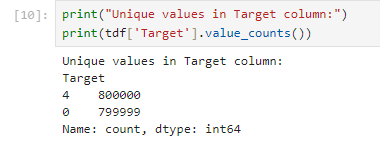 [10]: print("Unique values in Target column:")
print(tdf['Target'].value_counts())
Unique values in Target column:
Target
4    800000
0    799999
Name: count, dtype: int64